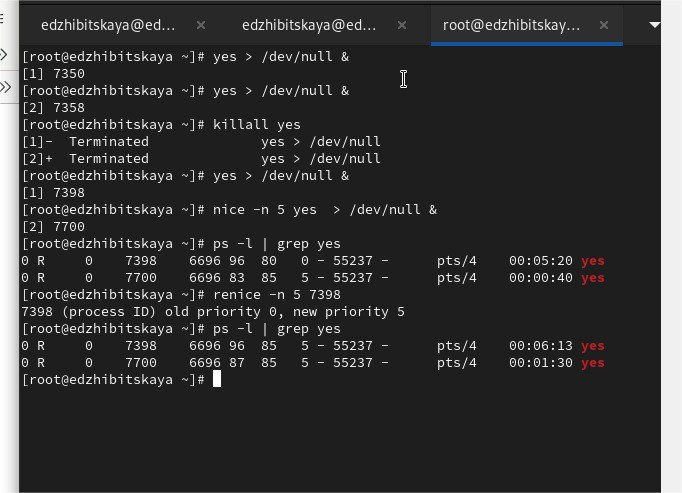 edzhibitskaya@ed... × edzhibitskaya@ed... × root@edzhibitskay... ×
[root@edzhibitskaya ~]# yes > /dev/null &
[1] 7350
[root@edzhibitskaya ~]# yes > /dev/null &
[2] 7358
[root@edzhibitskaya ~]# killall yes
[1]-  Terminated              yes > /dev/null
[2]+  Terminated              yes > /dev/null
[root@edzhibitskaya ~]# yes > /dev/null &
[1] 7398
[root@edzhibitskaya ~]# nice -n 5 yes  > /dev/null &
[2] 7700
[root@edzhibitskaya ~]# ps -l | grep yes
0 R     0    7398    6696 96  80   0 - 55237 -      pts/4    00:05:20 yes
0 R     0    7700    6696 83  85   5 - 55237 -      pts/4    00:00:40 yes
[root@edzhibitskaya ~]# renice -n 5 7398
7398 (process ID) old priority 0, new priority 5
[root@edzhibitskaya ~]# ps -l | grep yes
0 R     0    7398    6696 96  85   5 - 55237 -      pts/4    00:06:13 yes
0 R     0    7700    6696 87  85   5 - 55237 -      pts/4    00:01:30 yes
[root@edzhibitskaya ~]#